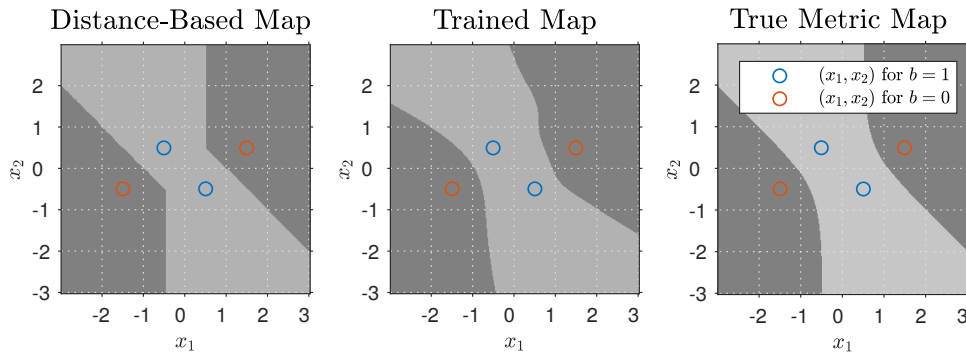 Distance-Based Map
2
1
0
-1
-2
-3
x₂
-2 -1 0 1 2 3
x₁
Trained Map
2
1
0
-1
-2
-3
x₂
-2 -1 0 1 2 3
x₁
True Metric Map
(x₁, x₂) for b = 1
(x₁, x₂) for b = 0
2
1
0
-1
-2
-3
x₂
-2 -1 0 1 2 3
x₁